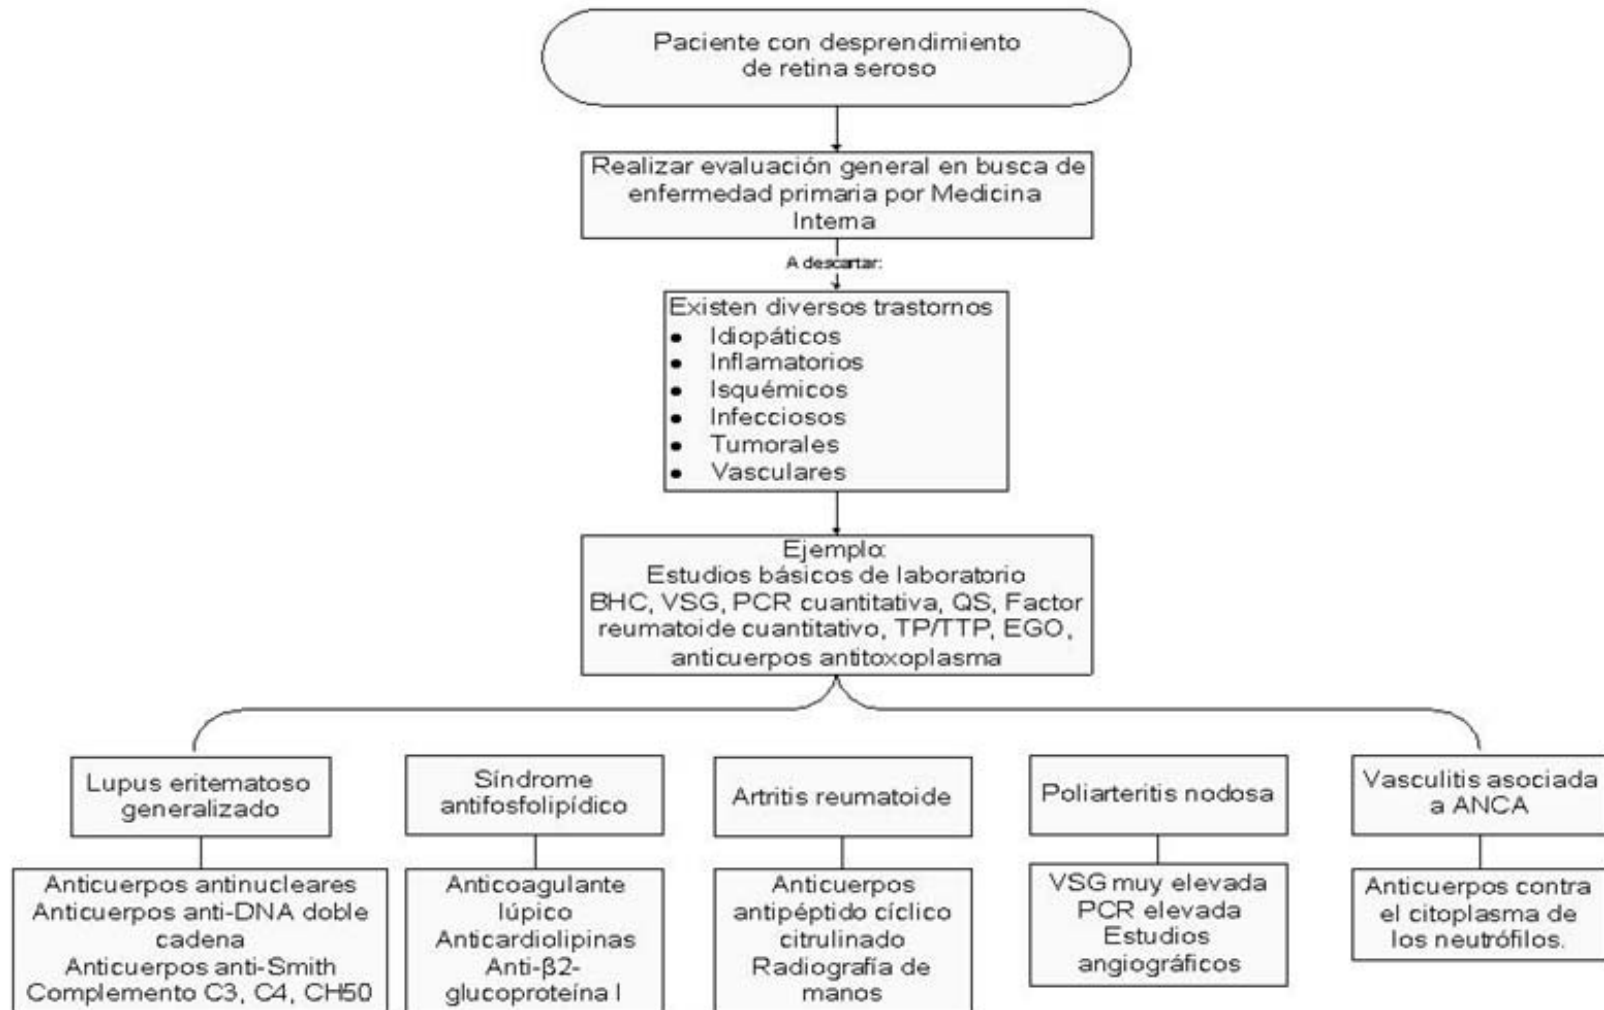 Paciente con desprendimiento
de retina seroso
Realizar evaluación general en busca de
enfermedad primaria por Medicina
Interna
A descartar:
Existen diversos trastornos
● Idiopáticos
● Inflamatorios
● Isquémicos
● Infecciosos
● Tumorales
● Vasculares
Ejemplo:
Estudios básicos de laboratorio
BHC, VSG, PCR cuantitativa, QS, Factor
reumatoide cuantitativo, TP/TTP, EGO,
anticuerpos antitoxoplasma
Lupus eritematoso
generalizado
Anticuerpos antinucleares
Anticuerpos anti-DNA doble
cadena
Anticuerpos anti-Smith
Complemento C3, C4, CH50
Síndrome
antifosfolipídico
Anticoagulante
lúpico
Anticardiolipinas
Anti-β2-
glucoproteína I
Artritis reumatoide
Anticuerpos
antipéptido cíclico
citrulinado
Radiografía de
manos
Poliarteritis nodosa
VSG muy elevada
PCR elevada
Estudios
angiográficos
Vasculitis asociada
a ANCA
Anticuerpos contra
el citoplasma de
los neutrófilos.